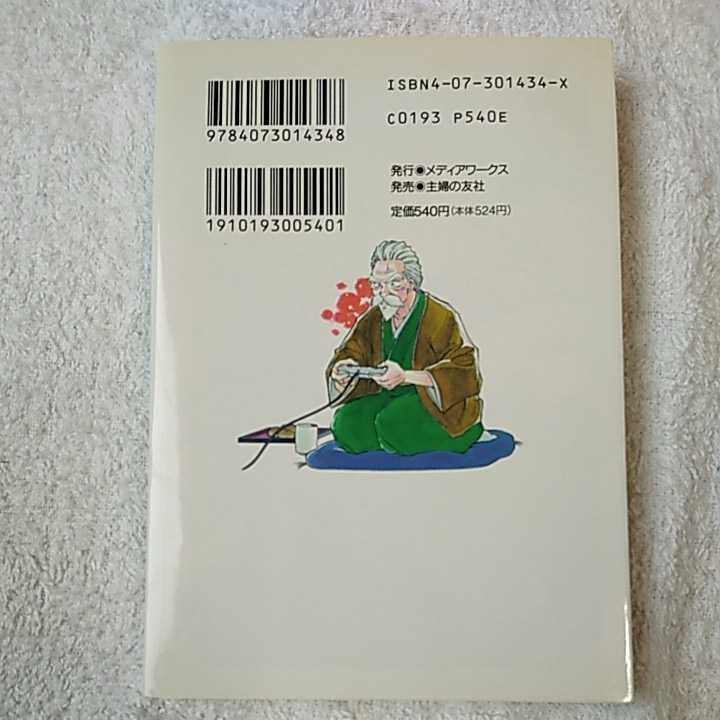 ISBN4-07-301434-X
C0193 P540E
9784073014348
1910193005401
発行◉メディアワークス
発売◉主婦の友社
定価540円(本体524円)